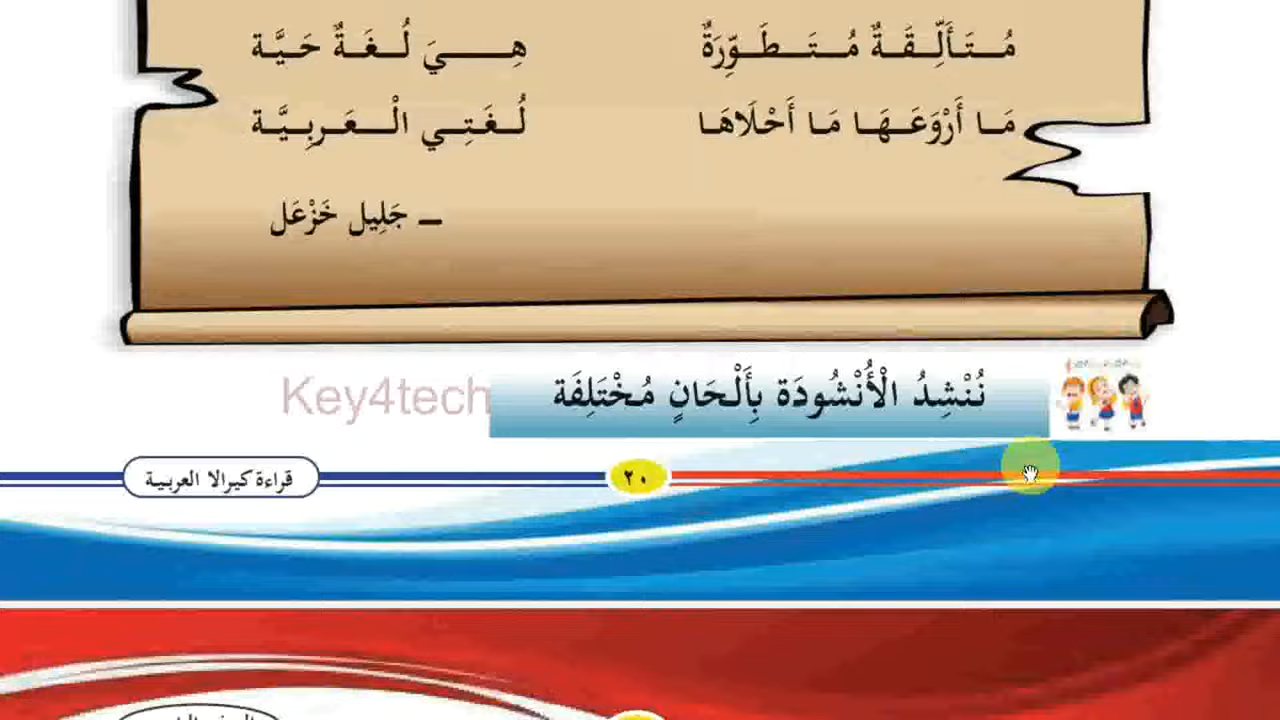 مُتَأَلِّقَةٌ مُتَطَوِّرَةٌ هِيَ لُغَةٌ حَيَّة
مَا أَرْوَعَهَا مَا أَحْلَاهَا لُغَتِي الْعَرَبِيَّة
– جَلِيل خَزْعَل
Key4tech
نُنْشِدُ الْأُنْشُودَة بِأَلْحَانٍ مُخْتَلِفَة
٢٠
قراءة كيرالا العربية